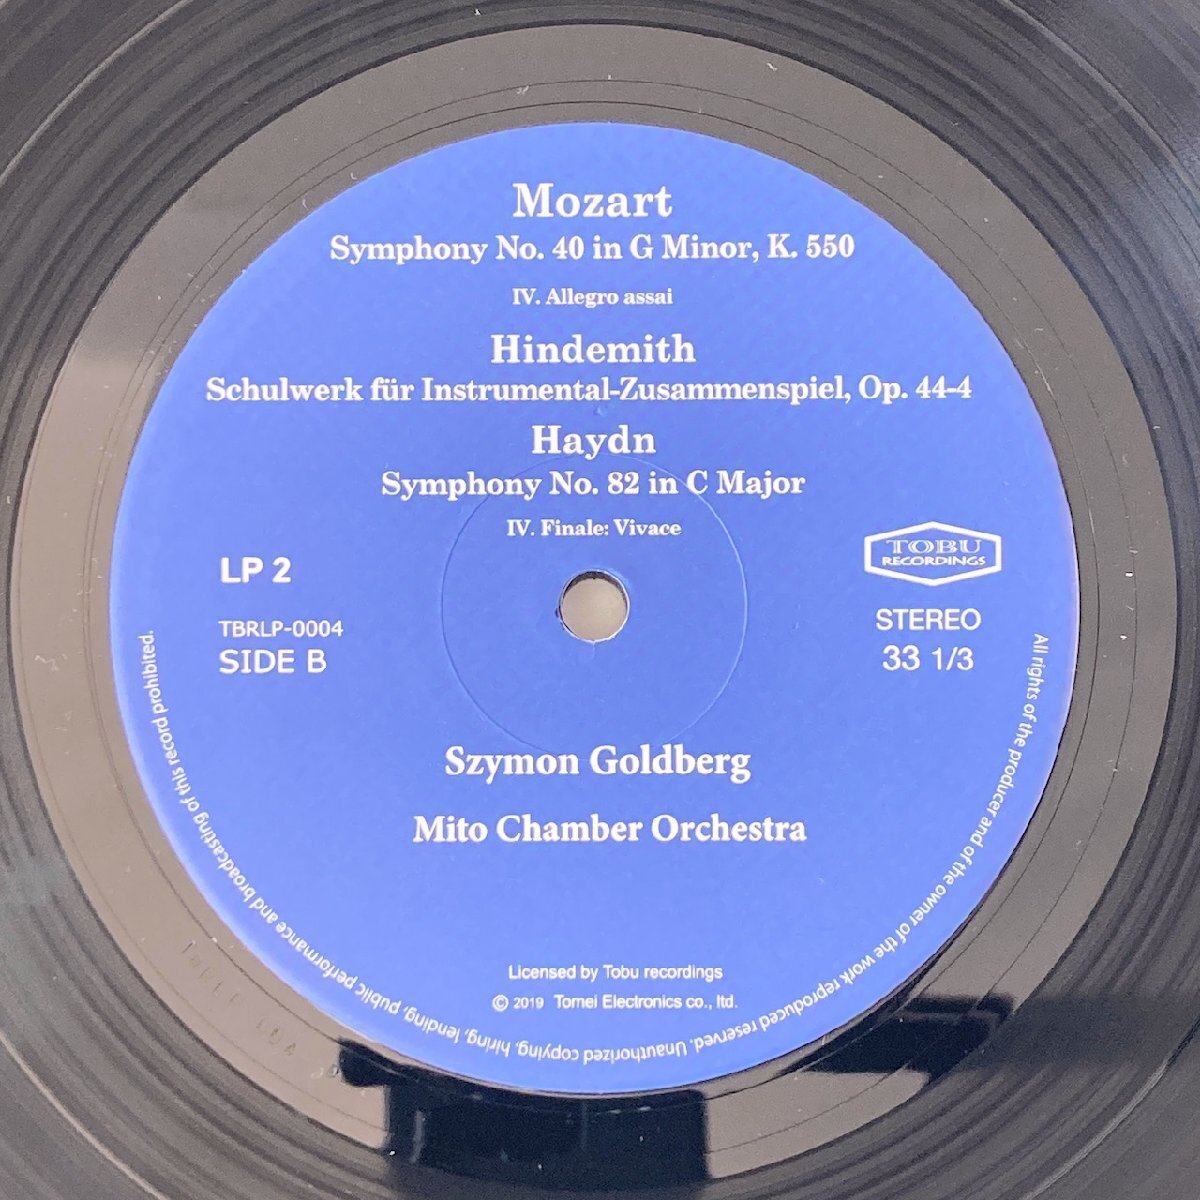 Mozart
Symphony No. 40 in G Minor, K. 550
IV. Allegro assai
Hindemith
Schulwerk für Instrumental-Zusammenspiel, Op. 44-4
Haydn
Symphony No. 82 in C Major
IV. Finale: Vivace
LP 2
TBRLP-0004
SIDE B
TOBU
RECORDINGS
STEREO
33 1/3
Szymon Goldberg
Mito Chamber Orchestra
Licensed by Tobu recordings
© 2019 Tomei Electronics co., ltd.
All rights of the producer and of the owner of the work reproduced reserved. Unauthorized copying, hiring, lending, public performance and broadcasting of this record prohibited.